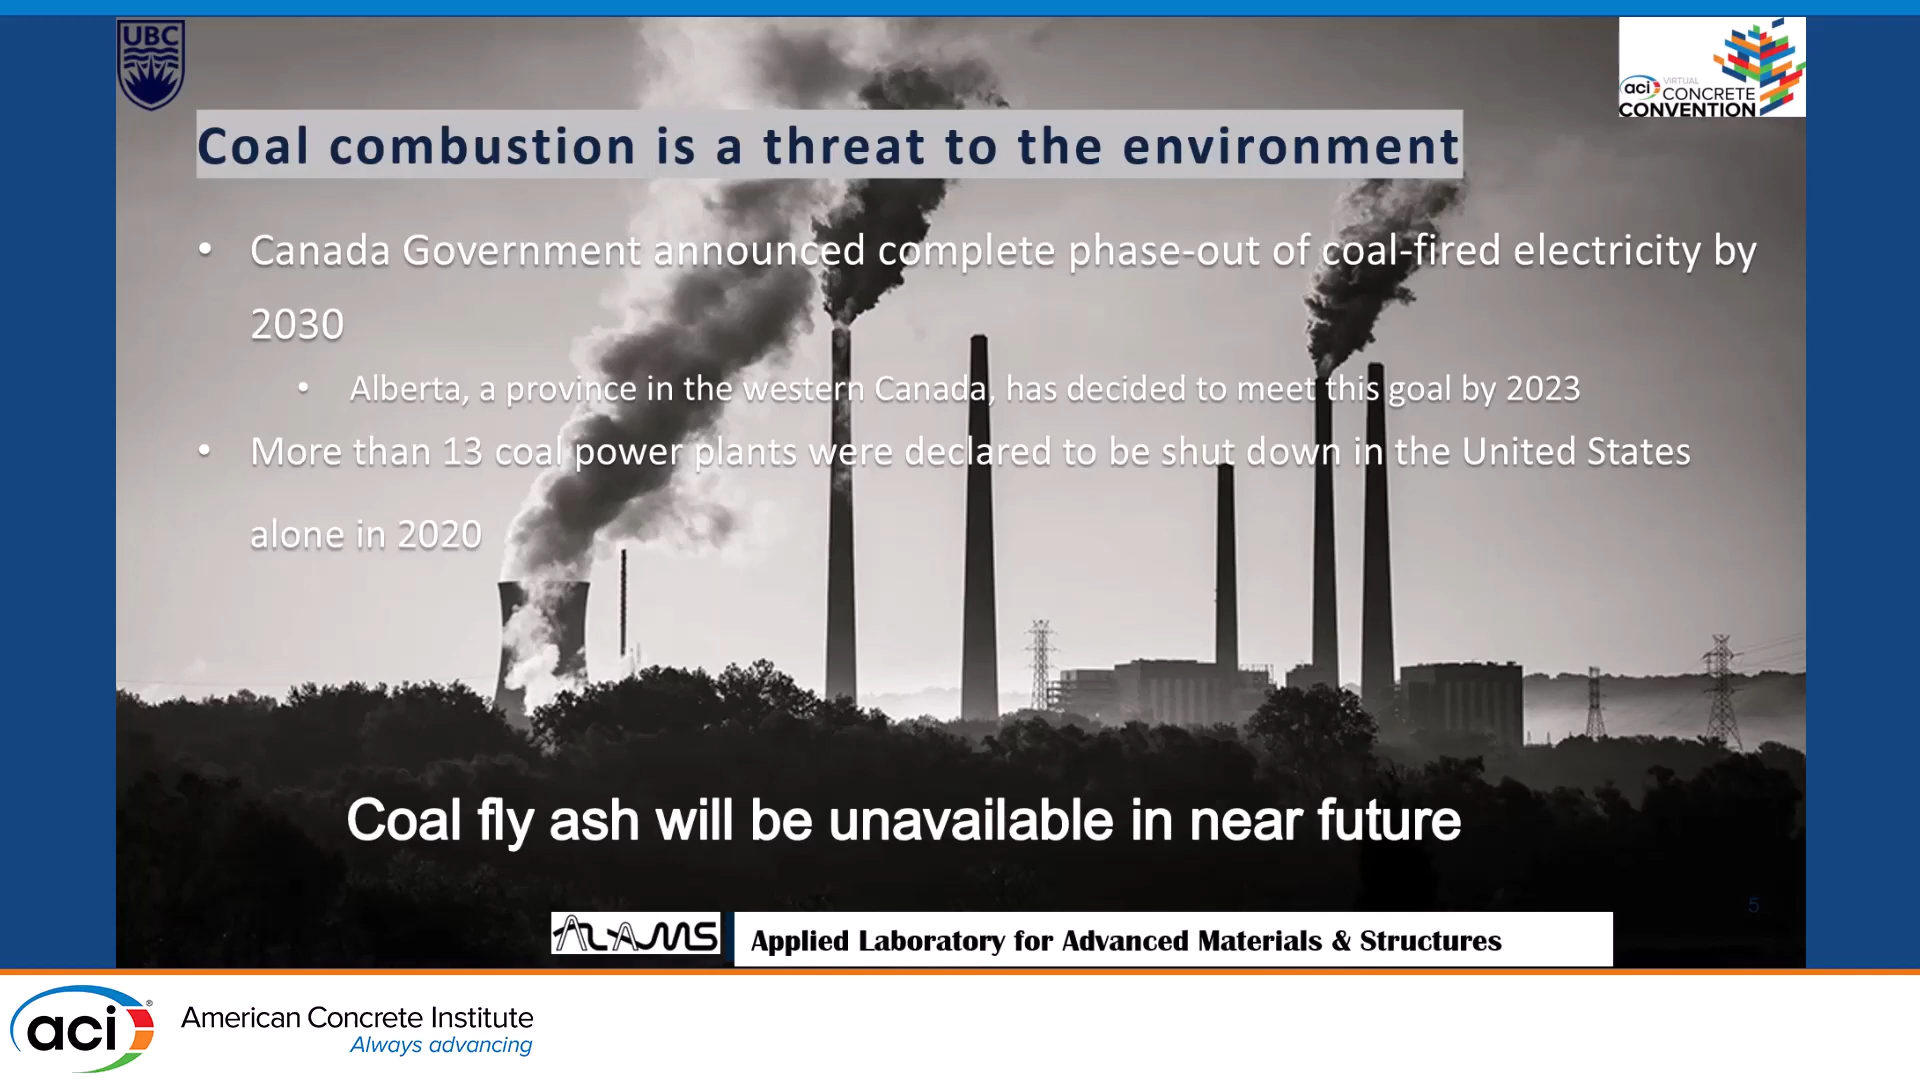 UBC
aci VIRTUAL
CONCRETE
CONVENTION
Coal combustion is a threat to the environment
• Canada Government announced complete phase-out of coal-fired electricity by
2030
• Alberta, a province in the western Canada, has decided to meet this goal by 2023
• More than 13 coal power plants were declared to be shut down in the United States
alone in 2020
Coal fly ash will be unavailable in near future
5
ALAMS
Applied Laboratory for Advanced Materials & Structures
aci® American Concrete Institute
Always advancing